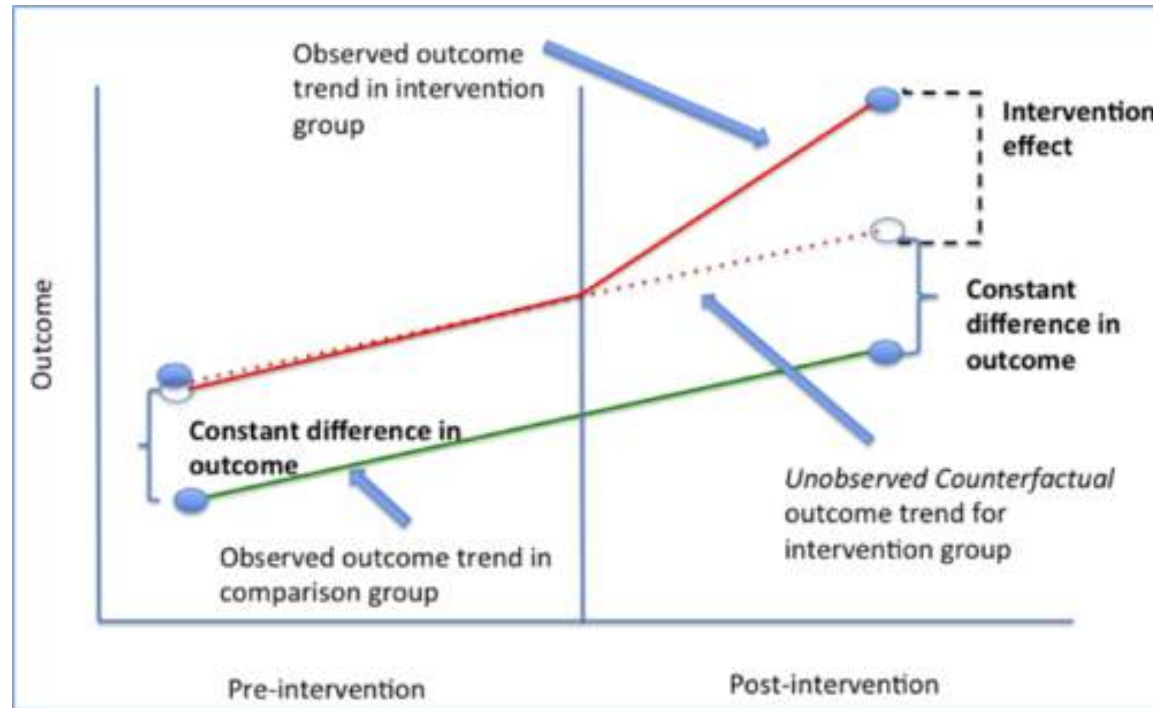 Observed outcome
trend in intervention
group
Intervention
effect
Outcome
Constant
difference in
outcome
Constant difference in
outcome
Unobserved Counterfactual
outcome trend for
intervention group
Observed outcome trend in
comparison group
Pre-intervention
Post-intervention